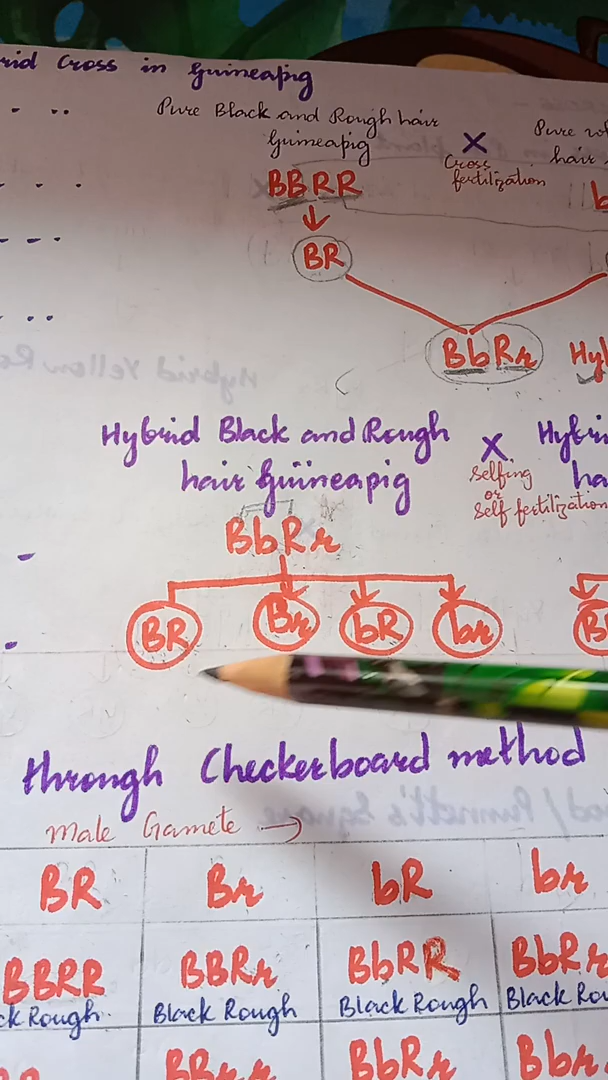 Cross in Guineapig
Pure Black and Rough hair
Guineapig
X
Pure
Cross
hair
fertilization
BBRR
BR
BbRr
Hybrid Black and Rough
hair Guineapig
X
Selfing
or
Self fertilization
BbRr
BR Br bR br
through Checkerboard method
Male Gamete →
BR Br bR br
BBRR BBRr BbRR BbRr
Rough Black Rough Black Rough Black
BBrr BbRr Bbrr